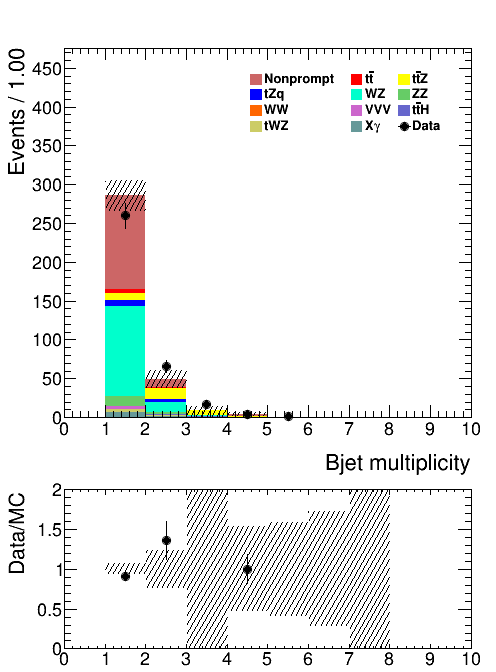 Events / 1.00
450
400
350
300
250
200
150
100
50
0
Nonprompt tt̄ tt̄Z
tZq WZ ZZ
WW VVV tt̄H
tWZ Xγ Data
0 1 2 3 4 5 6 7 8 9 10
Bjet multiplicity
Data/MC
2
1.5
1
0.5
0
0 1 2 3 4 5 6 7 8 9 10